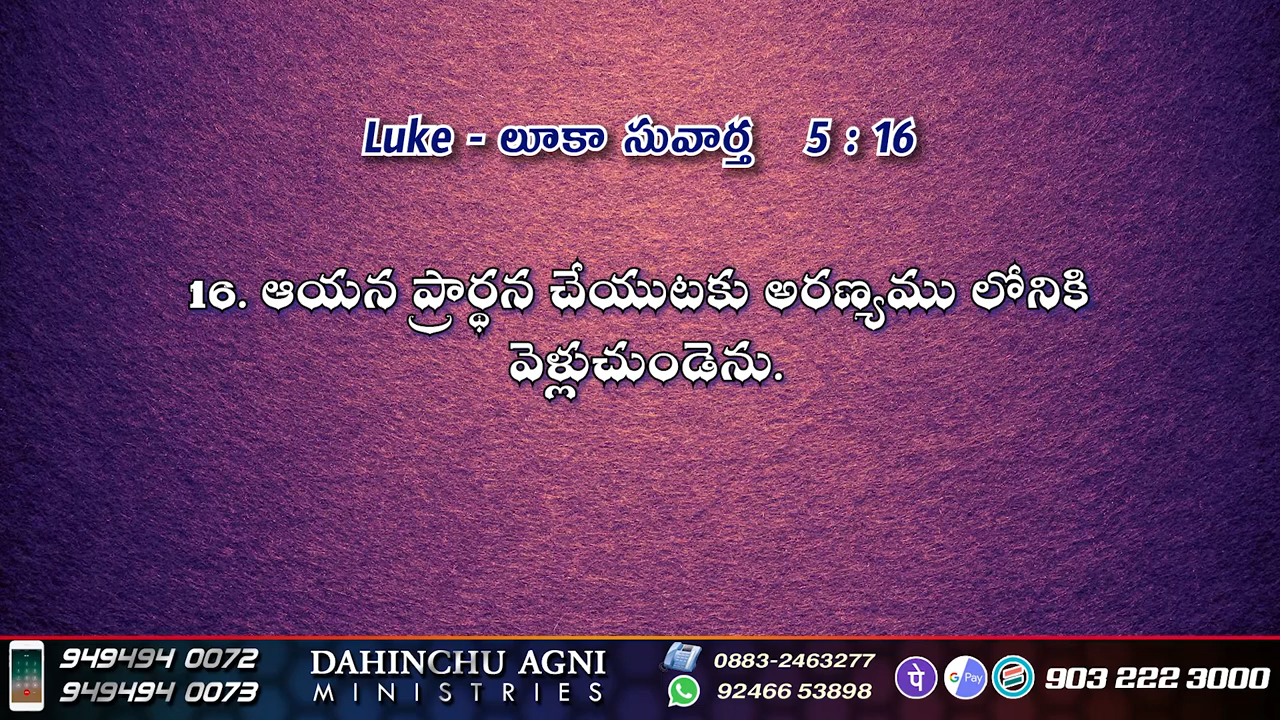 Luke - లూకా సువార్త 5 : 16
16. ఆయన ప్రార్థన చేయుటకు అరణ్యము లోనికి
వెళ్లుచుండెను.
949494 0072
949494 0073
DAHINCHU AGNI
MINISTRIES
0883-2463277
92466 53898
पे
G Pay
903 222 3000